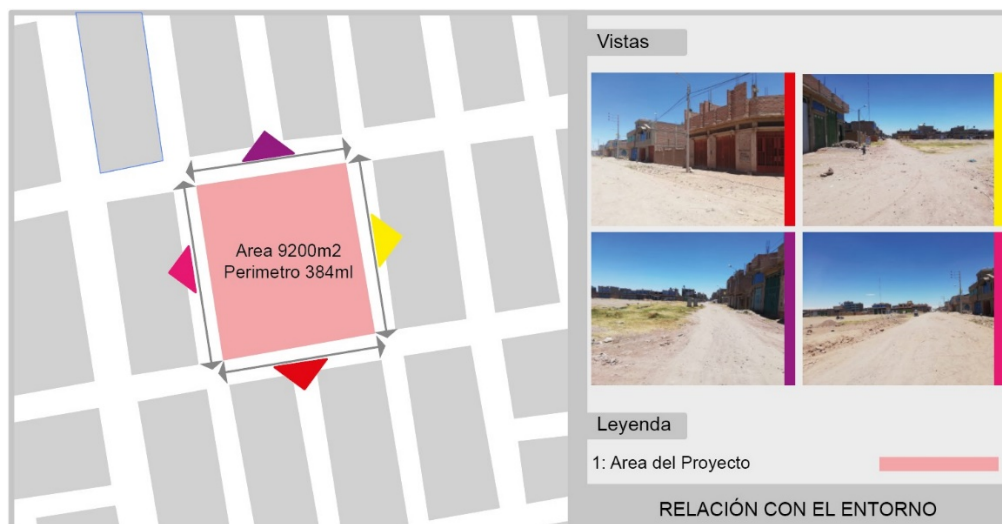 Area 9200m2
Perimetro 384ml
Vistas
Leyenda
1: Area del Proyecto
RELACIÓN CON EL ENTORNO